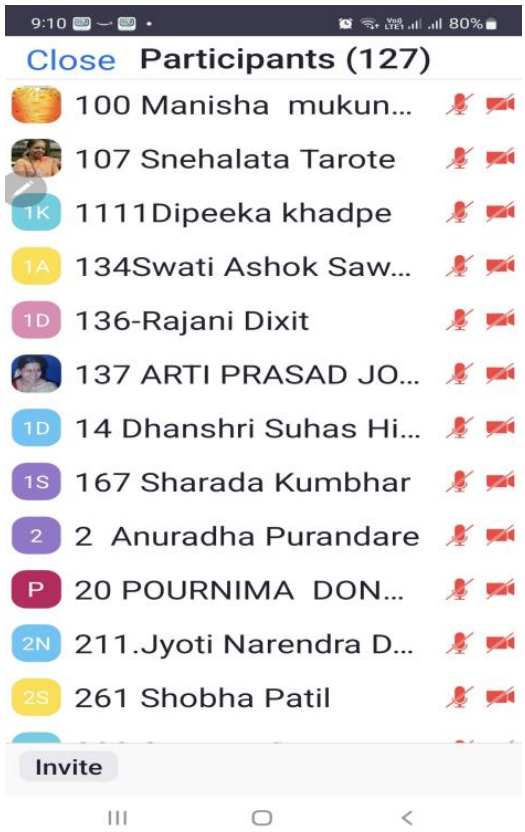 9:10 80%
Close Participants (127)
100 Manisha mukun...
107 Snehalata Tarote
1K 1111Dipeeka khadpe
1A 134Swati Ashok Saw...
1D 136-Rajani Dixit
137 ARTI PRASAD JO...
1D 14 Dhanshri Suhas Hi...
1S 167 Sharada Kumbhar
2 2 Anuradha Purandare
P 20 POURNIMA DON...
2N 211.Jyoti Narendra D...
2S 261 Shobha Patil
Invite